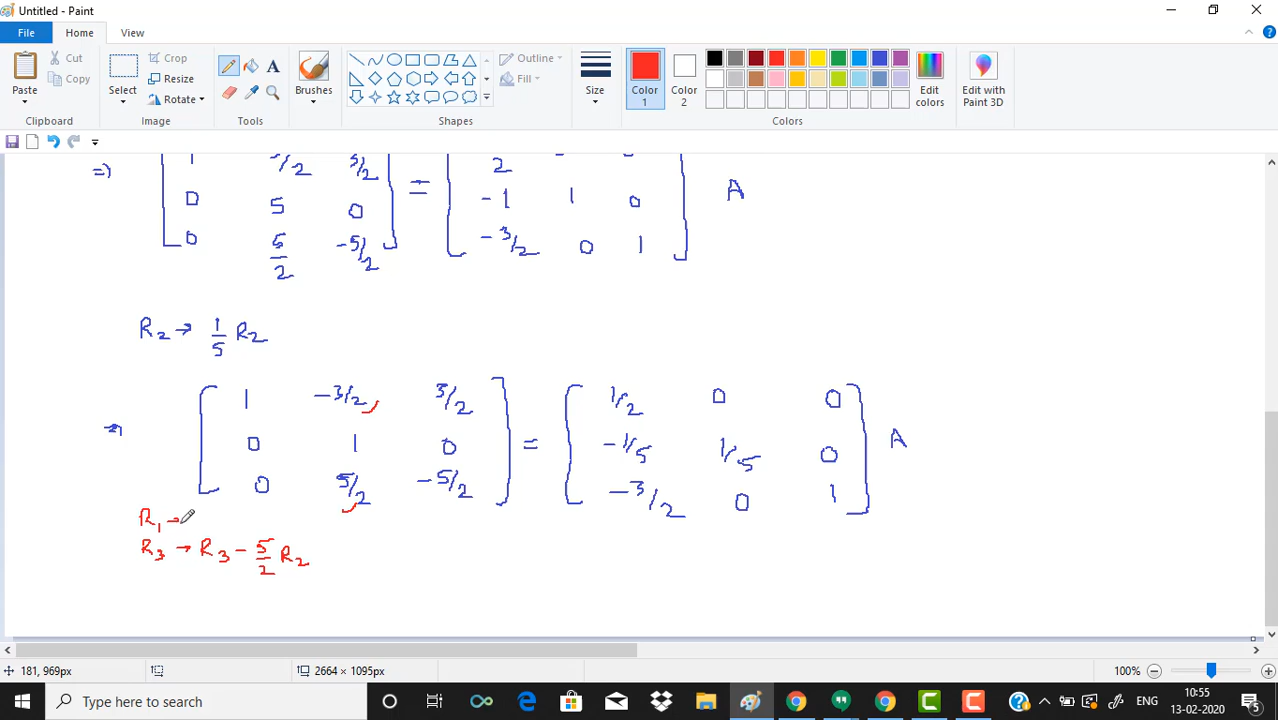 Untitled - Paint
File Home View
Paste
Cut
Copy
Clipboard
Select
Crop
Resize
Rotate
Image
Tools
Brushes
Shapes
Outline
Fill
Size
Color 1
Color 2
Edit colors
Colors
Edit with Paint 3D
=) 1 3/2 = 2
0 5 0 -1 1 0 A
0 5/2 -5/2 -3/2 0 1
R2 → 1/5 R2
1 -3/2 3/2 1/2 0 0
⇒ 0 1 0 = -1/5 1/5 0 A
0 5/2 -5/2 -3/2 0 1
R1 →
R3 → R3 - 5/2 R2
181, 969px 2664 × 1095px 100%
Type here to search
ENG
10:55
13-02-2020
5